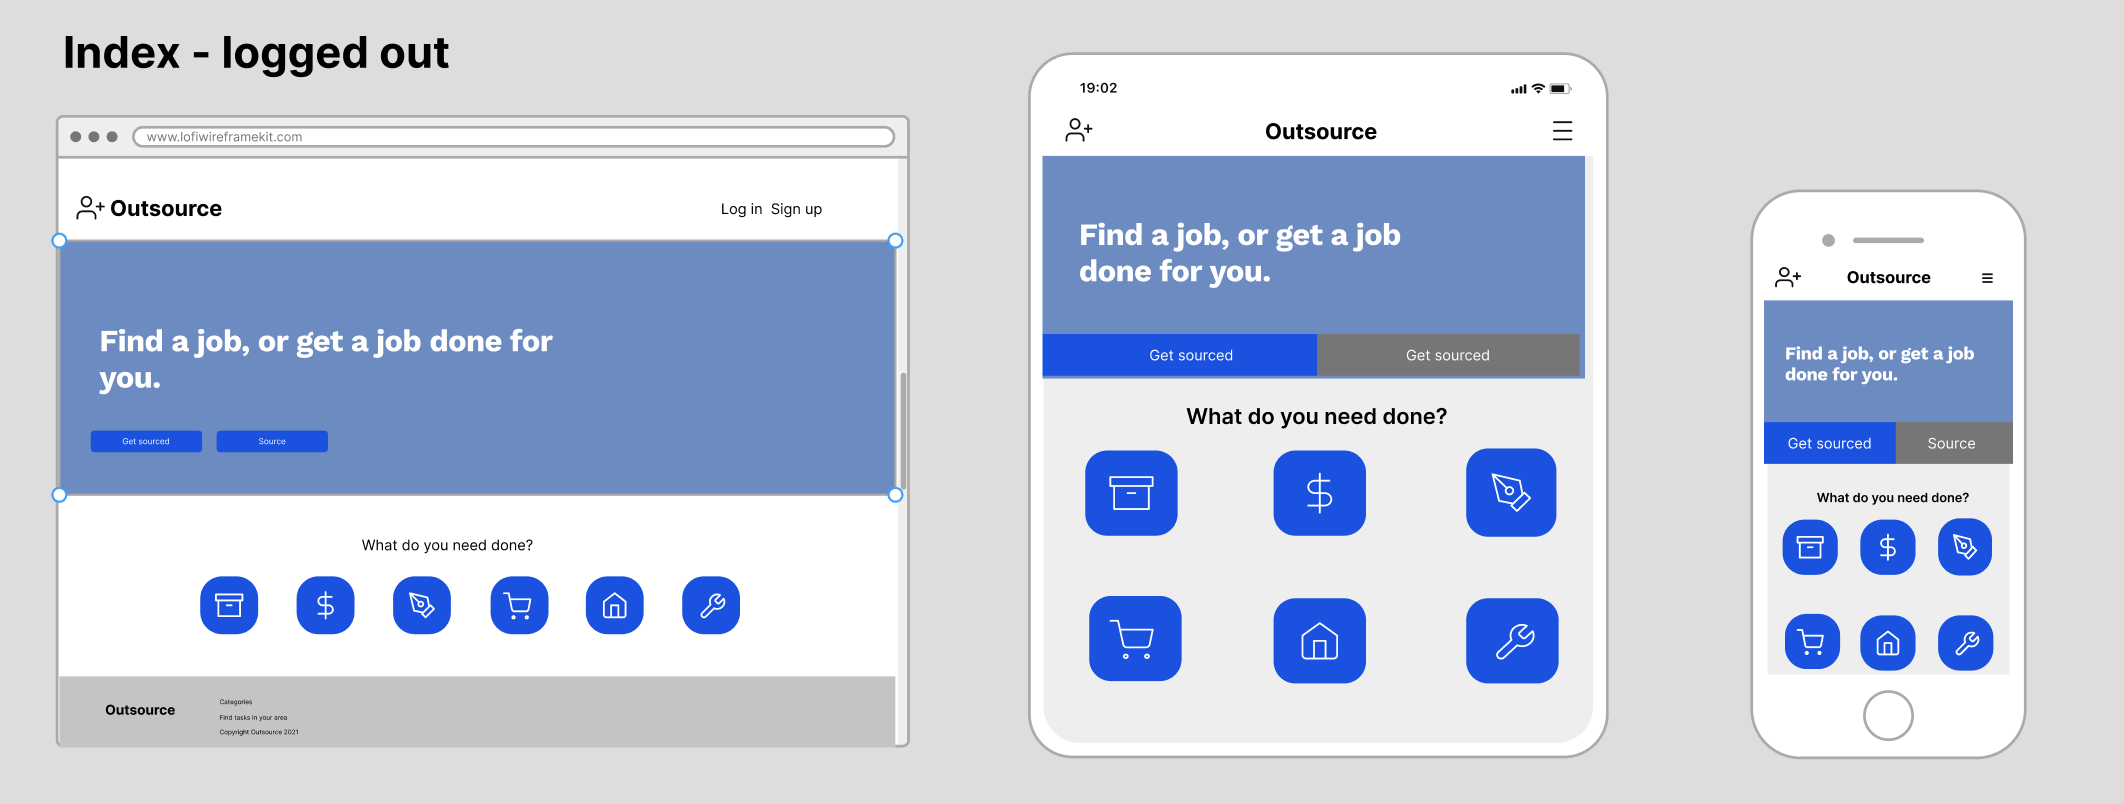 Index - logged out
www.lofiwireframekit.com
Outsource
Log in Sign up
Find a job, or get a job done for
you.
Get sourced
Source
What do you need done?
Outsource
Categories
Find tasks in your area
Copyright Outsource 2021
19:02
Outsource
Find a job, or get a job
done for you.
Get sourced
Get sourced
What do you need done?
Outsource
Find a job, or get a job
done for you.
Get sourced
Source
What do you need done?